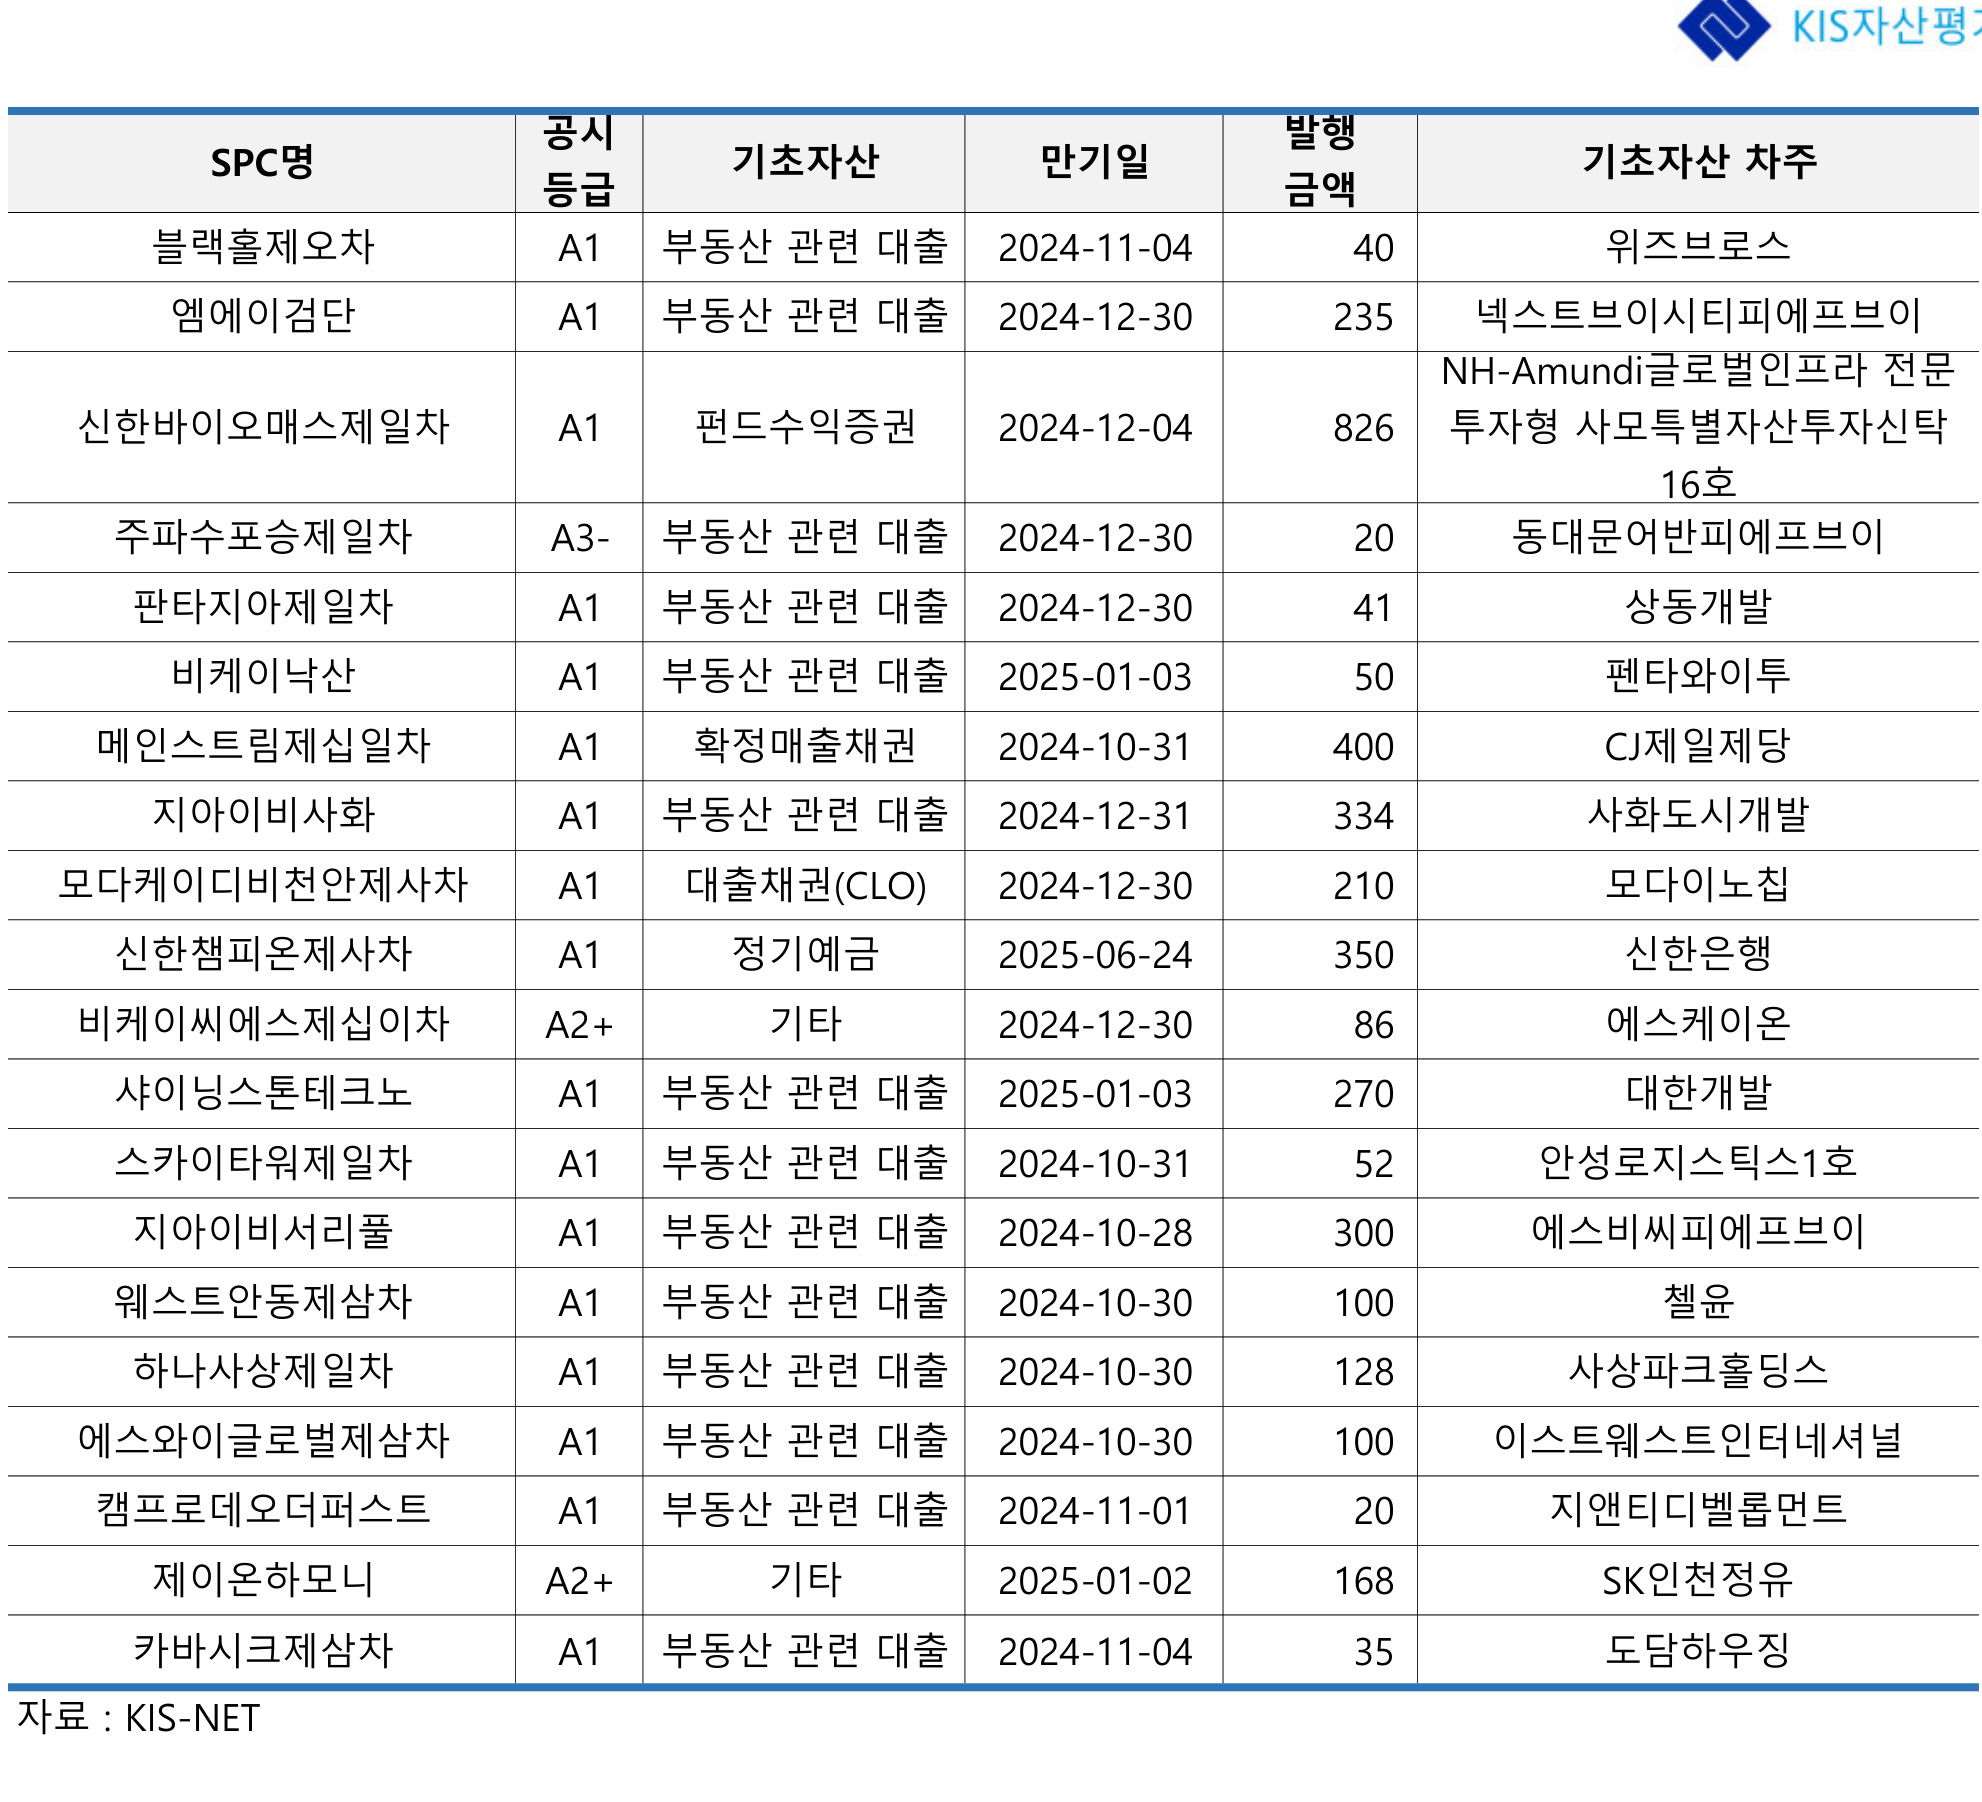 KIS자산평
SPC명 공시등급 기초자산 만기일 발행금액 기초자산 차주
블랙홀제오차 A1 부동산 관련 대출 2024-11-04 40 위즈브로스
엠에이검단 A1 부동산 관련 대출 2024-12-30 235 넥스트브이시티피에프브이
신한바이오매스제일차 A1 펀드수익증권 2024-12-04 826 NH-Amundi글로벌인프라 전문
투자형 사모특별자산투자신탁
16호
주파수포승제일차 A3- 부동산 관련 대출 2024-12-30 20 동대문어반피에프브이
판타지아제일차 A1 부동산 관련 대출 2024-12-30 41 상동개발
비케이낙산 A1 부동산 관련 대출 2025-01-03 50 펜타와이투
메인스트림제십일차 A1 확정매출채권 2024-10-31 400 CJ제일제당
지아이비사화 A1 부동산 관련 대출 2024-12-31 334 사화도시개발
모다케이디비천안제사차 A1 대출채권(CLO) 2024-12-30 210 모다이노칩
신한챔피온제사차 A1 정기예금 2025-06-24 350 신한은행
비케이씨에스제십이차 A2+ 기타 2024-12-30 86 에스케이온
샤이닝스톤테크노 A1 부동산 관련 대출 2025-01-03 270 대한개발
스카이타워제일차 A1 부동산 관련 대출 2024-10-31 52 안성로지스틱스1호
지아이비서리풀 A1 부동산 관련 대출 2024-10-28 300 에스비씨피에프브이
웨스트안동제삼차 A1 부동산 관련 대출 2024-10-30 100 첼윤
하나사상제일차 A1 부동산 관련 대출 2024-10-30 128 사상파크홀딩스
에스와이글로벌제삼차 A1 부동산 관련 대출 2024-10-30 100 이스트웨스트인터네셔널
캠프로데오더퍼스트 A1 부동산 관련 대출 2024-11-01 20 지앤티디벨롭먼트
제이온하모니 A2+ 기타 2025-01-02 168 SK인천정유
카바시크제삼차 A1 부동산 관련 대출 2024-11-04 35 도담하우징
자료 : KIS-NET